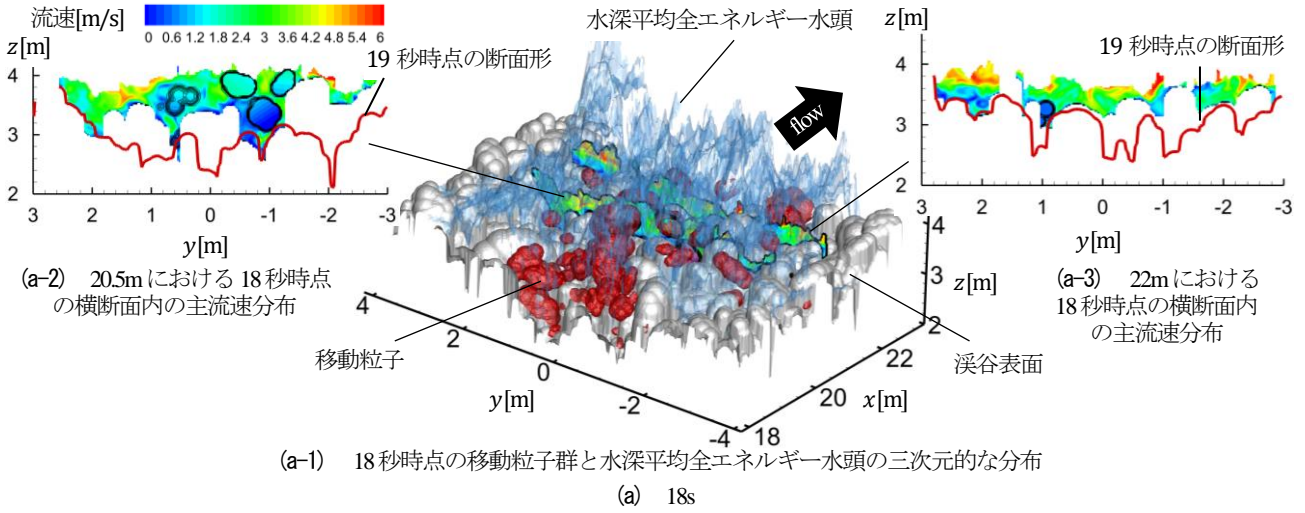 流速[m/s]
0 0.6 1.2 1.8 2.4 3 3.6 4.2 4.8 5.4 6
z[m]
19 秒時点の断面形
4
3
2
3 2 1 0 -1 -2 -3
y[m]
(a-2) 20.5mにおける 18 秒時点
の横断面内の主流速分布
水深平均全エネルギー水頭
flow
移動粒子
渓谷表面
4 2 0 -2 -4
y[m]
18 20 22
x[m]
4
3
2
z[m]
z[m]
19 秒時点の断面形
4
3
2
3 2 1 0 -1 -2 -3
y[m]
(a-3) 22mにおける
18 秒時点の横断面内
の主流速分布
(a-1) 18 秒時点の移動粒子群と水深平均全エネルギー水頭の三次元的な分布
(a) 18s